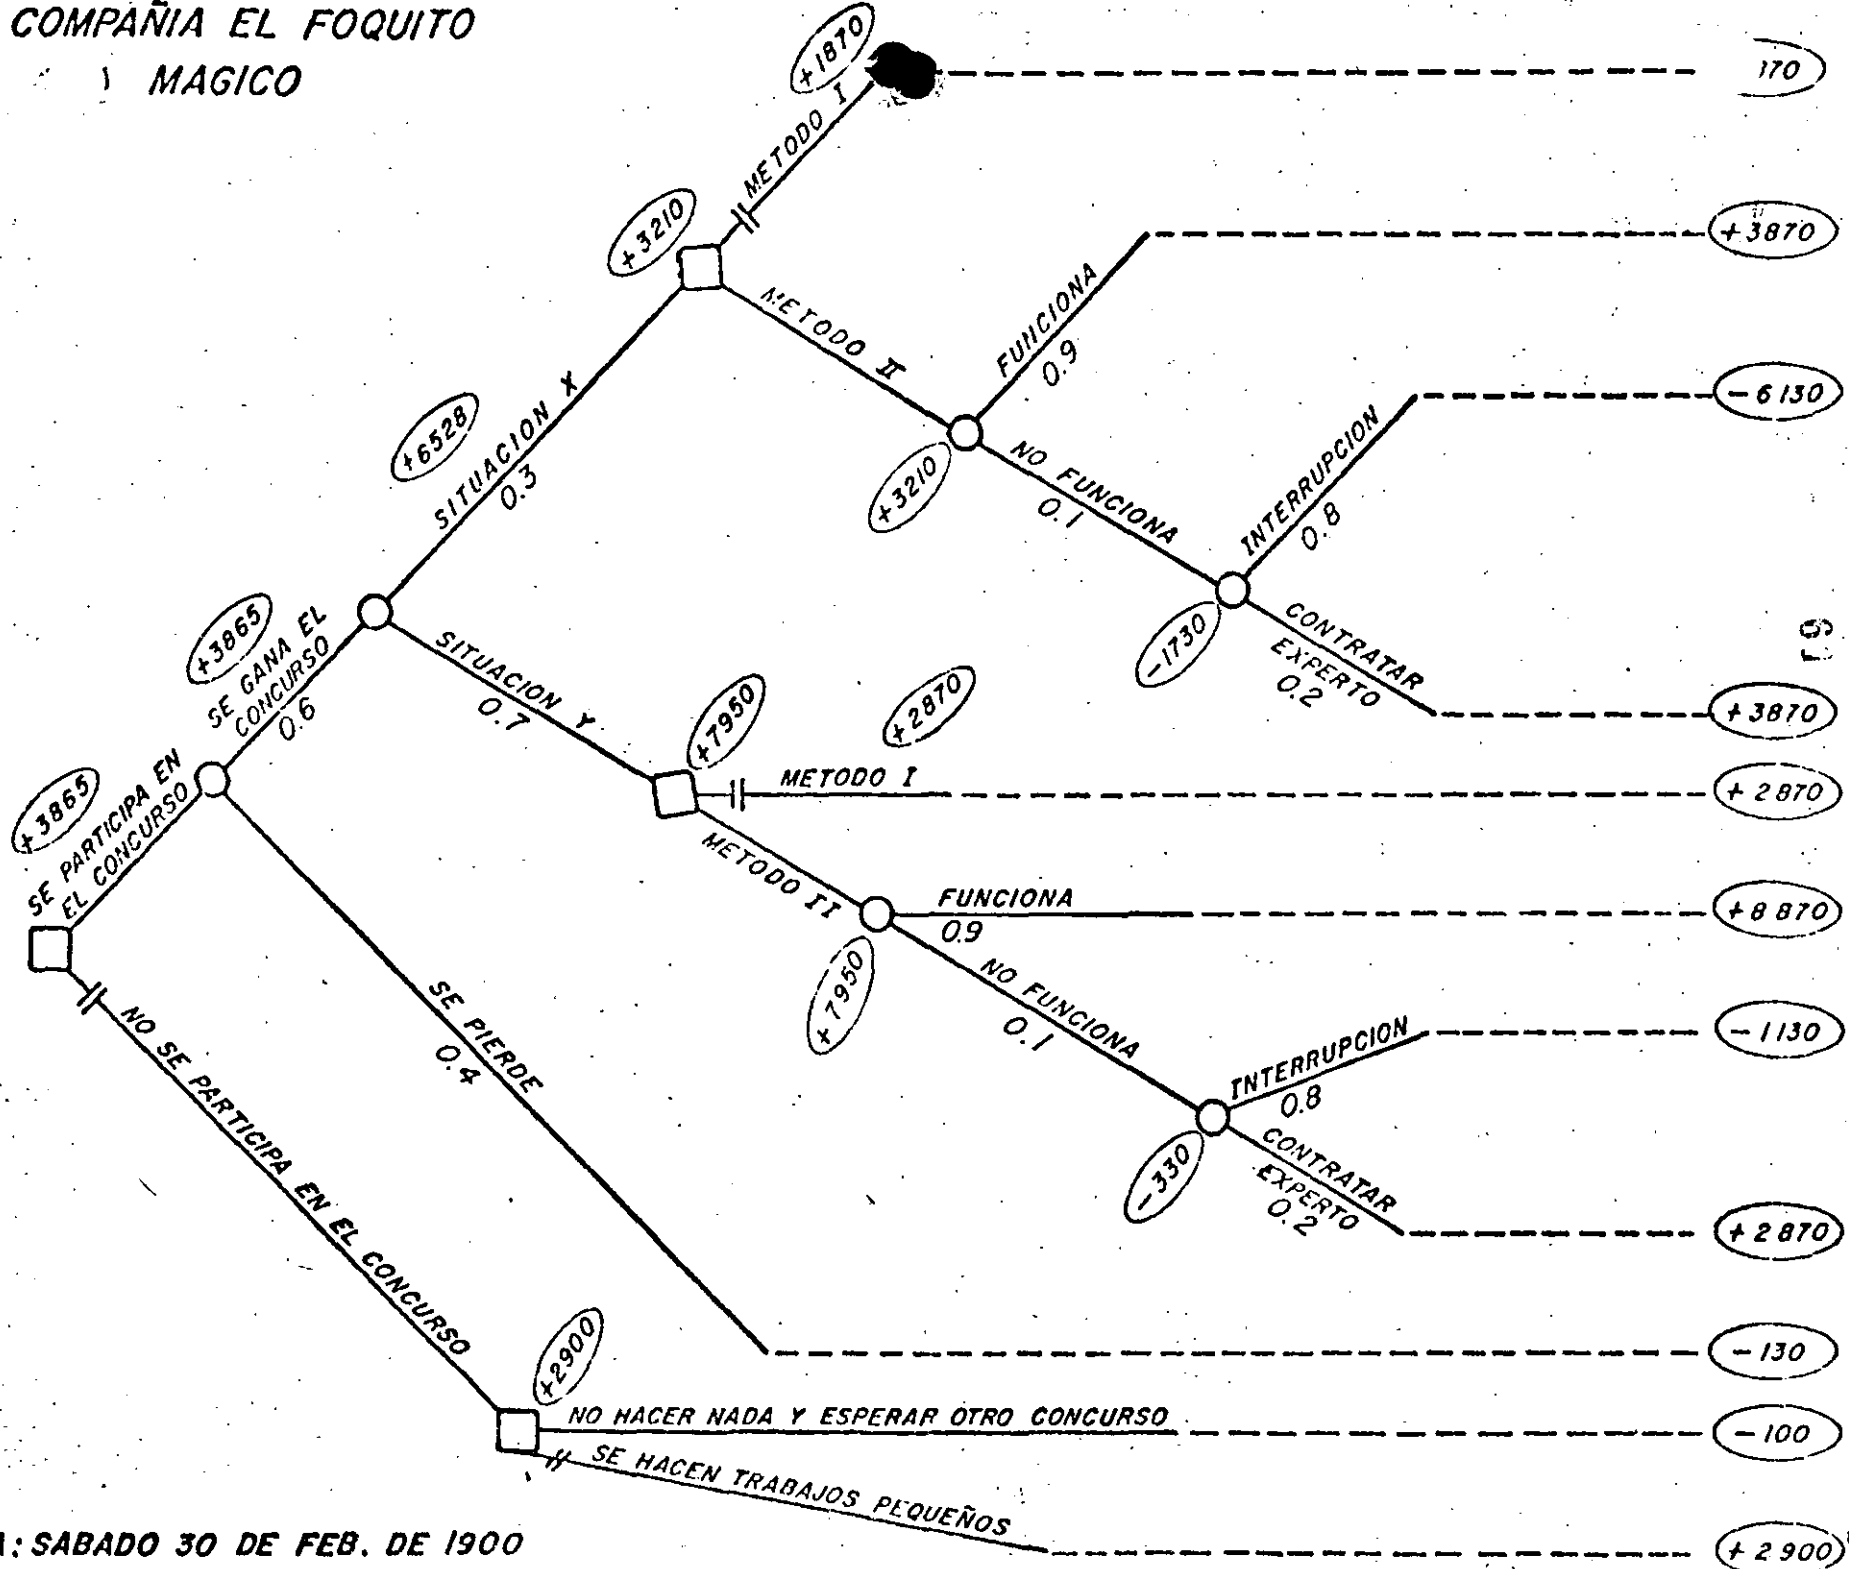 COMPAÑIA EL FOQUITO
MAGICO
+1870
METODO I
170
+3210
METODO II
FUNCIONA
0.9
+3870
+6528
SITUACION X
0.3
+3210
NO FUNCIONA
0.1
INTERRUPCION
0.8
-6130
-1730
CONTRATAR
EXPERTO
0.2
+3870
+3865
SE GANA EL
CONCURSO
0.6
SITUACION Y
0.7
+7950
+2870
METODO I
+2870
METODO II
FUNCIONA
0.9
+8870
+7950
NO FUNCIONA
0.1
INTERRUPCION
0.8
-1130
-330
CONTRATAR
EXPERTO
0.2
+2870
+3865
SE PARTICIPA EN
EL CONCURSO
SE PIERDE
0.4
-130
NO SE PARTICIPA EN EL CONCURSO
+2900
NO HACER NADA Y ESPERAR OTRO CONCURSO
-100
SE HACEN TRABAJOS PEQUEÑOS
+2900
: SABADO 30 DE FEB. DE 1900